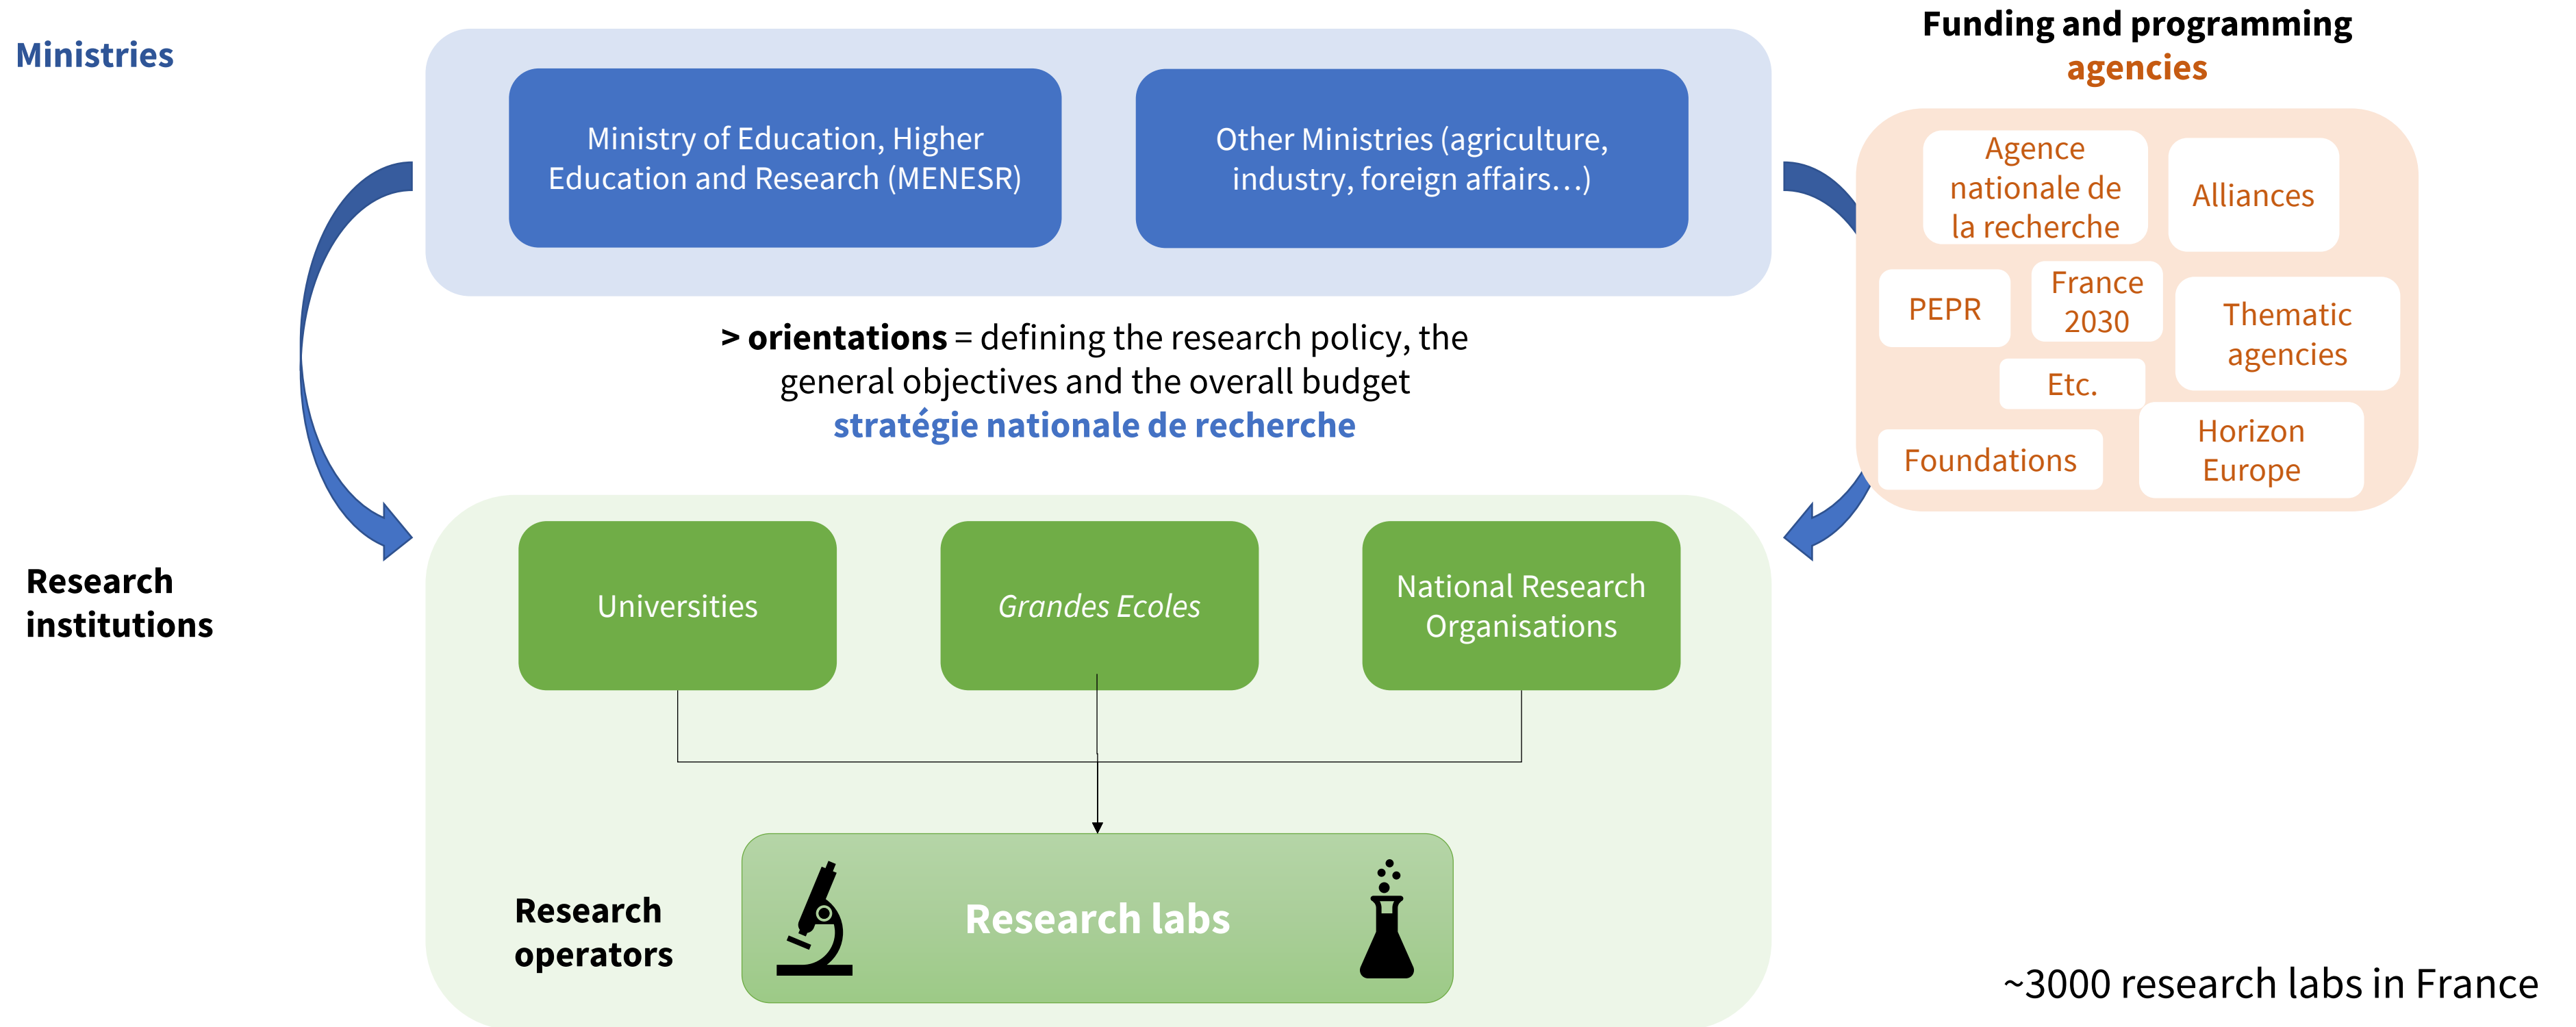 Ministries
Ministry of Education, Higher
Education and Research (MENESR)
Other Ministries (agriculture,
industry, foreign affairs…)
Funding and programming
agencies
Agence
nationale de
la recherche
Alliances
PEPR
France
2030
Thematic
agencies
Etc.
Foundations
Horizon
Europe
> orientations = defining the research policy, the
general objectives and the overall budget
stratégie nationale de recherche
Research
institutions
Universities
Grandes Ecoles
National Research
Organisations
Research
operators
Research labs
~3000 research labs in France